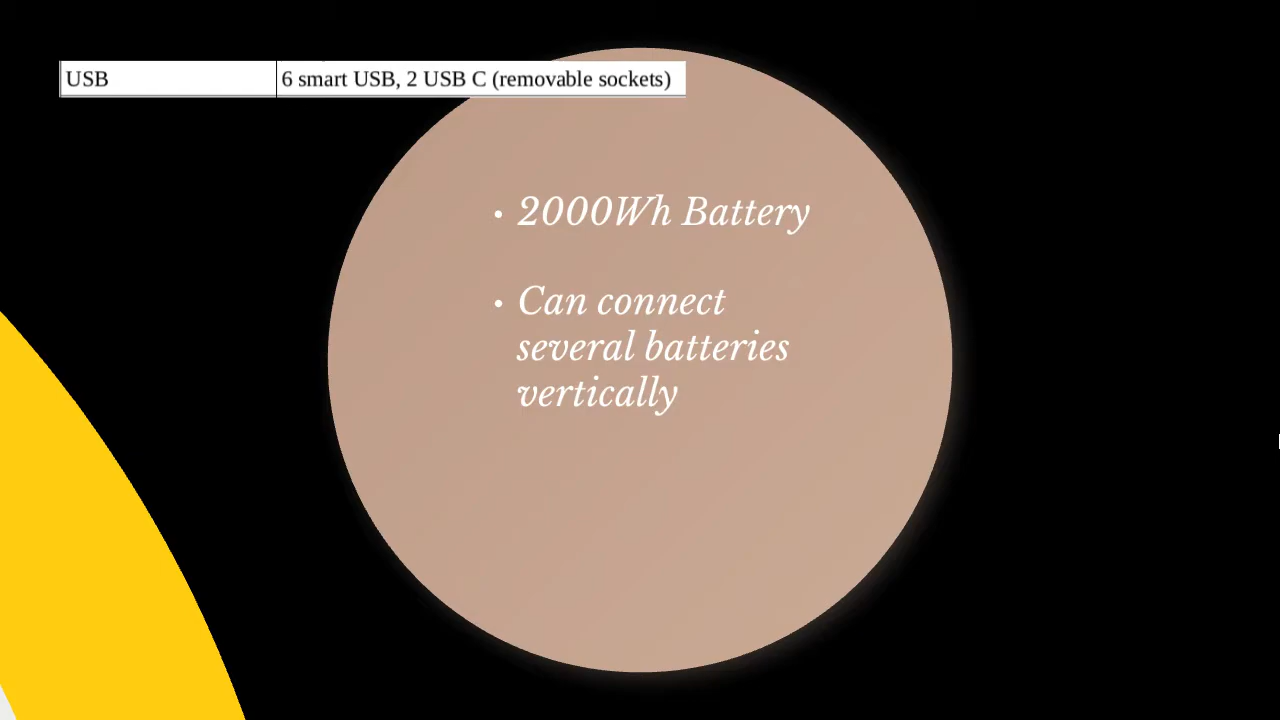 USB 6 smart USB, 2 USB C (removable sockets)
• 2000Wh Battery
• Can connect
several batteries
vertically